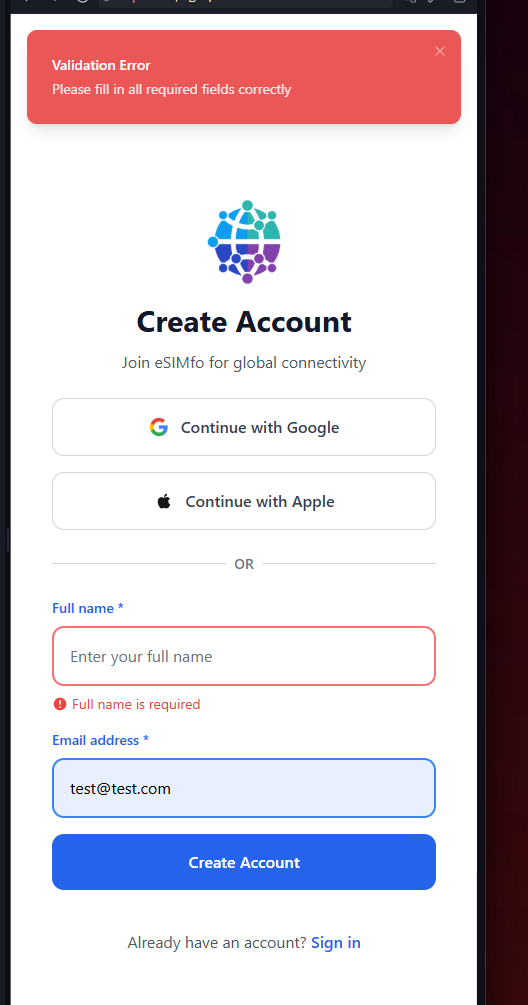 Validation Error
Please fill in all required fields correctly
Create Account
Join eSIMfo for global connectivity
Continue with Google
Continue with Apple
OR
Full name *
Enter your full name
Full name is required
Email address *
test@test.com
Create Account
Already have an account? Sign in